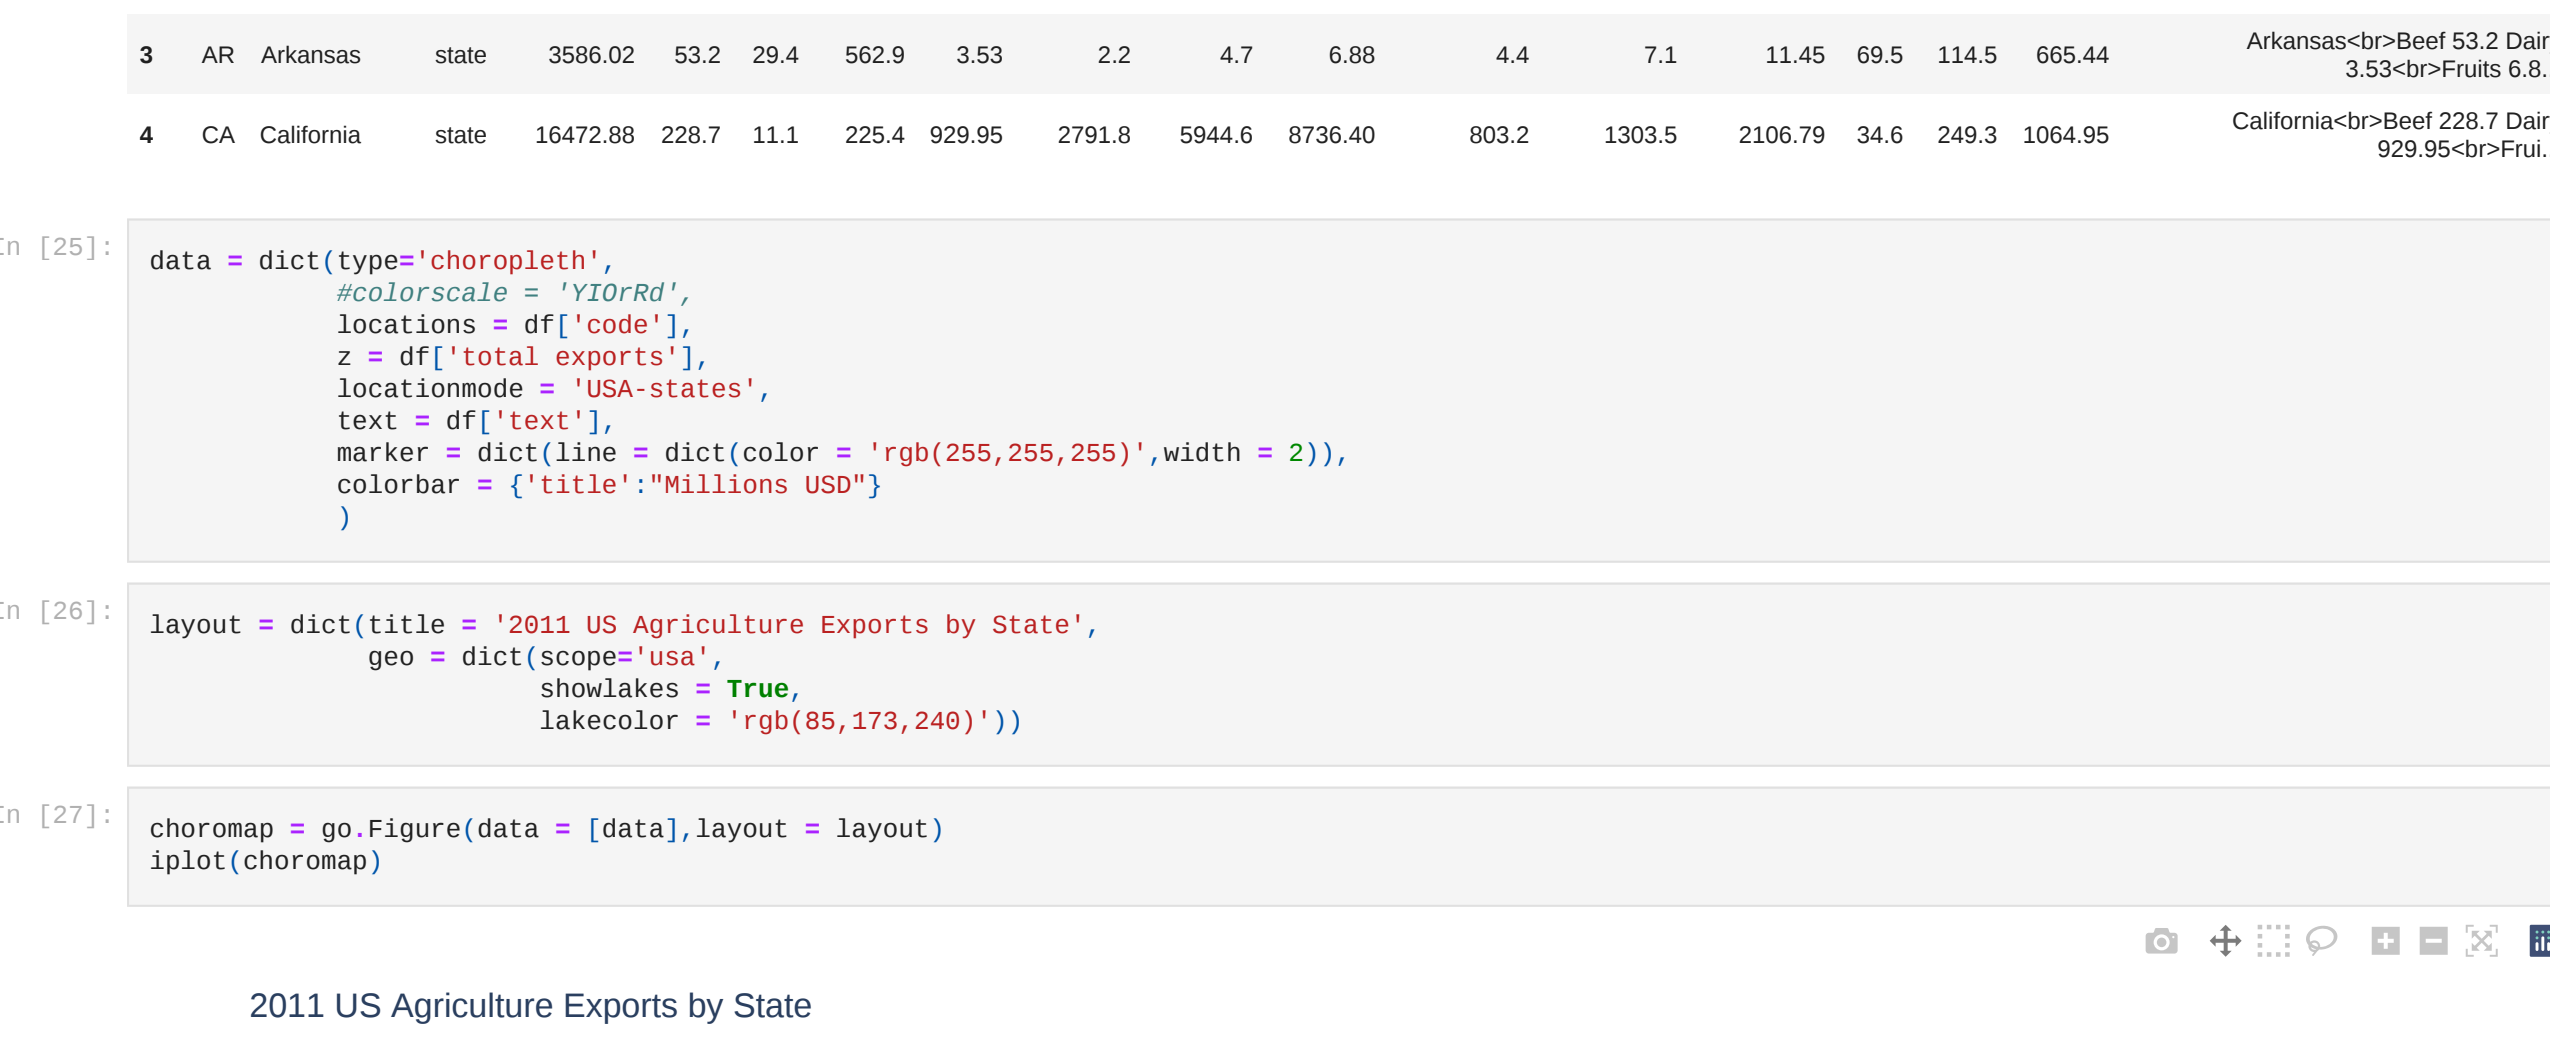 3 AR Arkansas state 3586.02 53.2 29.4 562.9 3.53 2.2 4.7 6.88 4.4 7.1 11.45 69.5 114.5 665.44 Arkansas<br>Beef 53.2 Dair
3.53<br>Fruits 6.8.
4 CA California state 16472.88 228.7 11.1 225.4 929.95 2791.8 5944.6 8736.40 803.2 1303.5 2106.79 34.6 249.3 1064.95 California<br>Beef 228.7 Dair
929.95<br>Frui.
In [25]:
data = dict(type='choropleth',
#colorscale = 'YIOrRd',
locations = df['code'],
z = df['total exports'],
locationmode = 'USA-states',
text = df['text'],
marker = dict(line = dict(color = 'rgb(255,255,255)',width = 2)),
colorbar = {'title':"Millions USD"}
)
In [26]:
layout = dict(title = '2011 US Agriculture Exports by State',
geo = dict(scope='usa',
showlakes = True,
lakecolor = 'rgb(85,173,240)'))
In [27]:
choromap = go.Figure(data = [data],layout = layout)
iplot(choromap)
2011 US Agriculture Exports by State